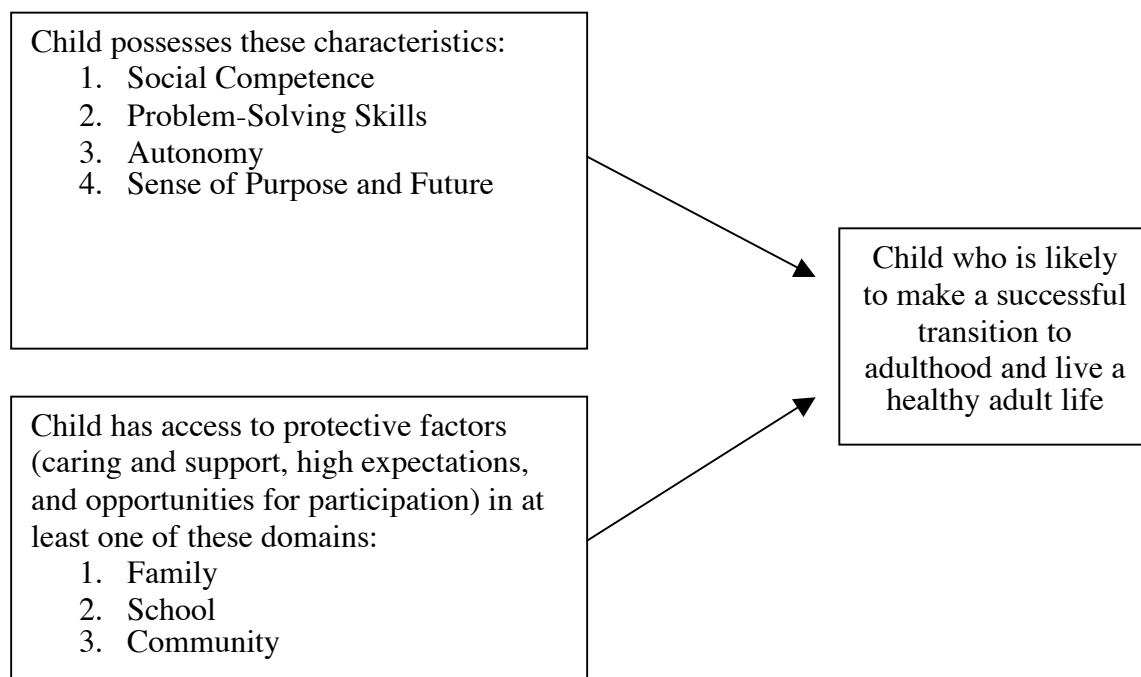 Child possesses these characteristics:
1. Social Competence
2. Problem-Solving Skills
3. Autonomy
4. Sense of Purpose and Future
Child has access to protective factors
(caring and support, high expectations,
and opportunities for participation) in at
least one of these domains:
1. Family
2. School
3. Community
Child who is likely
to make a successful
transition to
adulthood and live a
healthy adult life